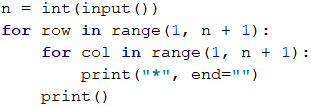 n = int(input())
for row in range(1, n + 1):
    for col in range(1, n + 1):
        print("*", end="")
    print()